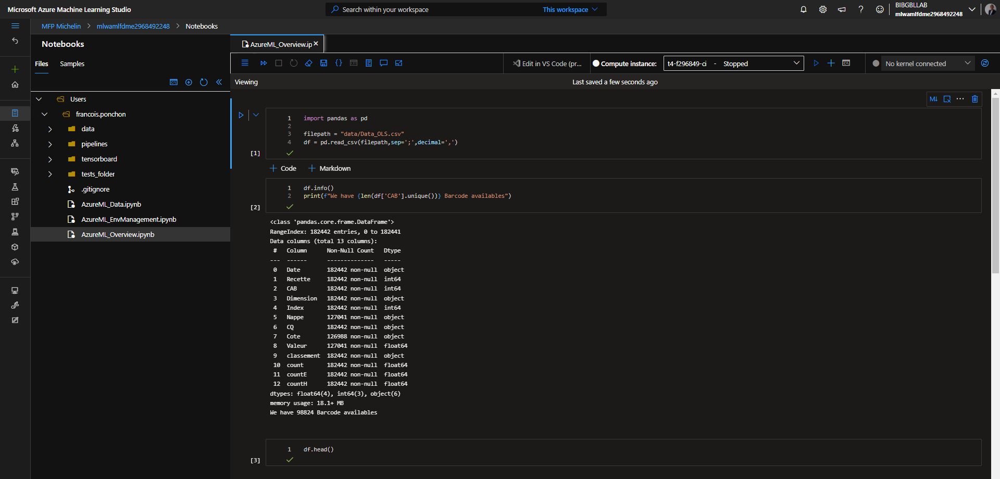 Microsoft Azure Machine Learning Studio
Search within your workspace
This workspace
BIBGBLLAB
mlwamlfdme2968492248
MFP Michelin > mlwamlfdme2968492248 > Notebooks
Notebooks
Files Samples
Users
francois.ponchon
data
pipelines
tensorboard
tests_folder
.gitignore
AzureML_Data.ipynb
AzureML_EnvManagement.ipynb
AzureML_Overview.ipynb
AzureML_Overview.ip
Edit in VS Code (pr...
Compute instance:
t4-f296849-ci - Stopped
No kernel connected
Viewing
Last saved a few seconds ago
M↓
1 import pandas as pd
2
3 filepath = "data/Data_OLS.csv"
4 df = pd.read_csv(filepath,sep=';',decimal=',')
[1]
+ Code + Markdown
1 df.info()
2 print(f"We have {len(df['CAB'].unique())} Barcode availables")
[2]
<class 'pandas.core.frame.DataFrame'>
RangeIndex: 182442 entries, 0 to 182441
Data columns (total 13 columns):
# Column Non-Null Count Dtype
--- ------ -------------- -----
0 Date 182442 non-null object
1 Recette 182442 non-null int64
2 CAB 182442 non-null int64
3 Dimension 182442 non-null object
4 Index 182442 non-null int64
5 Nappe 127041 non-null object
6 CQ 182442 non-null object
7 Cote 126988 non-null object
8 Valeur 127041 non-null float64
9 classement 182442 non-null object
10 count 182442 non-null float64
11 countE 182442 non-null float64
12 countH 182442 non-null float64
dtypes: float64(4), int64(3), object(6)
memory usage: 18.1+ MB
We have 98824 Barcode availables
1 df.head()
[3]